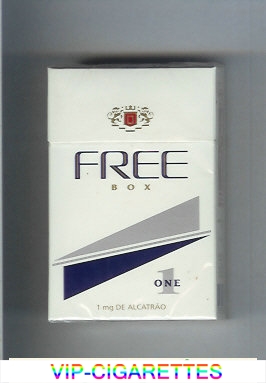 FREE
BOX
1
ONE
1 mg DE ALCATRÃO
VIP-CIGARETTES